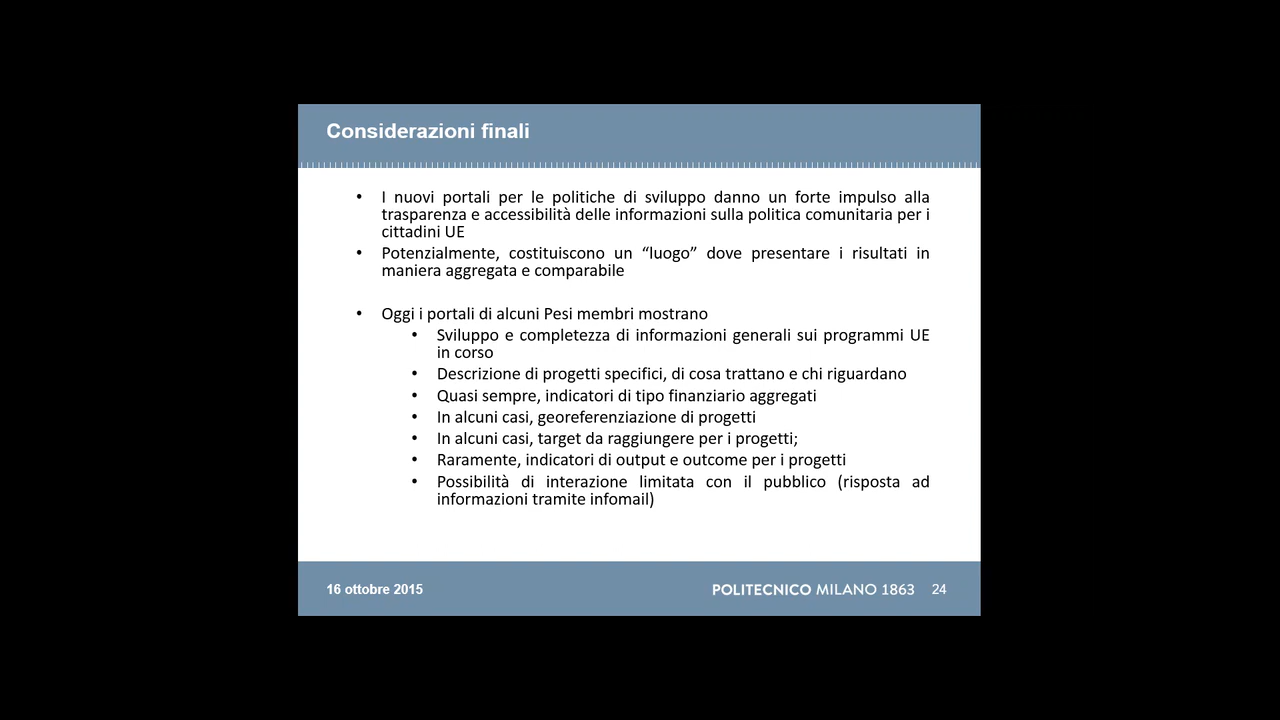 Considerazioni finali
• I nuovi portali per le politiche di sviluppo danno un forte impulso alla
trasparenza e accessibilità delle informazioni sulla politica comunitaria per i
cittadini UE
• Potenzialmente, costituiscono un “luogo” dove presentare i risultati in
maniera aggregata e comparabile
• Oggi i portali di alcuni Pesi membri mostrano
• Sviluppo e completezza di informazioni generali sui programmi UE
in corso
• Descrizione di progetti specifici, di cosa trattano e chi riguardano
• Quasi sempre, indicatori di tipo finanziario aggregati
• In alcuni casi, georeferenziazione di progetti
• In alcuni casi, target da raggiungere per i progetti;
• Raramente, indicatori di output e outcome per i progetti
• Possibilità di interazione limitata con il pubblico (risposta ad
informazioni tramite infomail)
16 ottobre 2015 POLITECNICO MILANO 1863 24